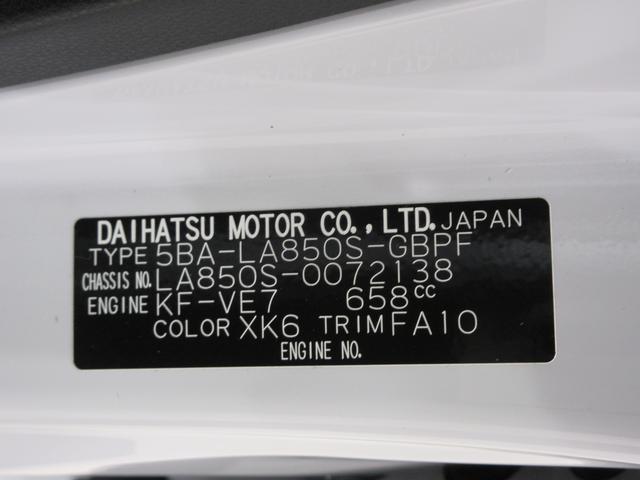 DAIHATSU MOTOR CO.,LTD. JAPAN
TYPE 5BA-LA850S-GBPF
CHASSIS NO. LA850S-0072138
ENGINE KF-VE7 658cc
COLOR XK6 TRIM FA10
ENGINE NO.